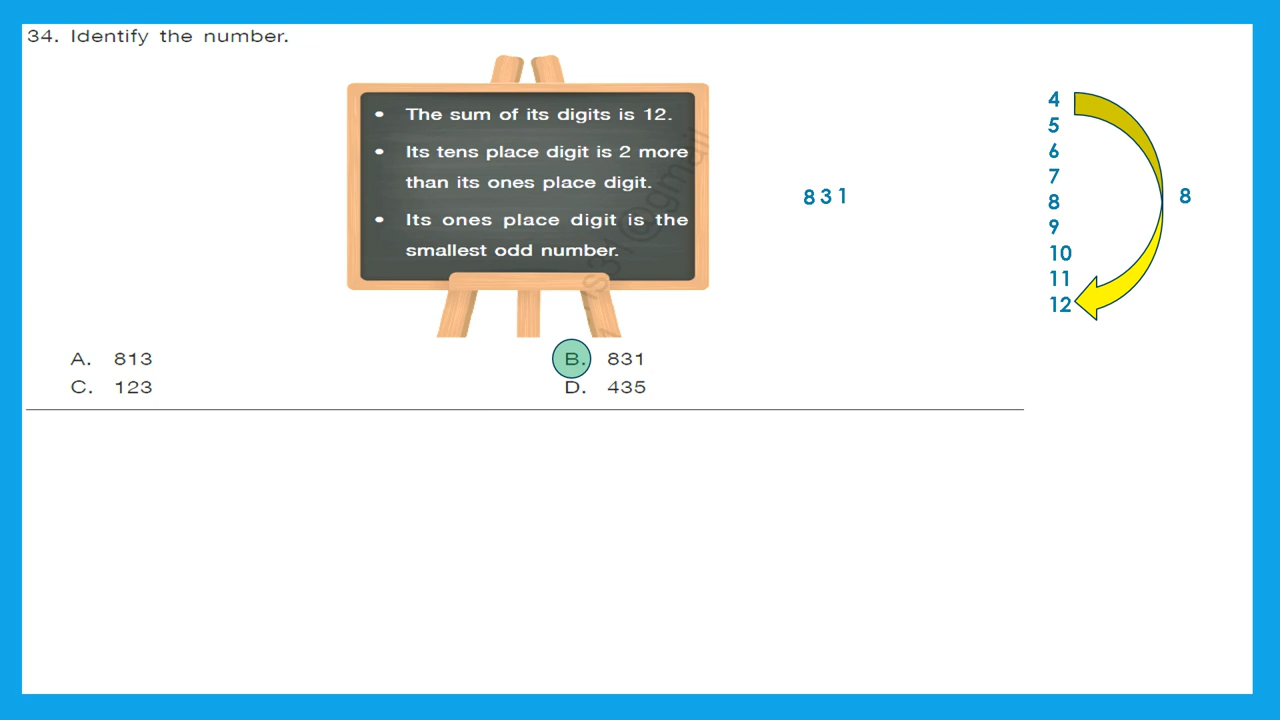 34. Identify the number.
• The sum of its digits is 12.
• Its tens place digit is 2 more
than its ones place digit.
• Its ones place digit is the
smallest odd number.
8 3 1
4
5
6
7
8
9
10
11
12
8
A. 813 B. 831
C. 123 D. 435